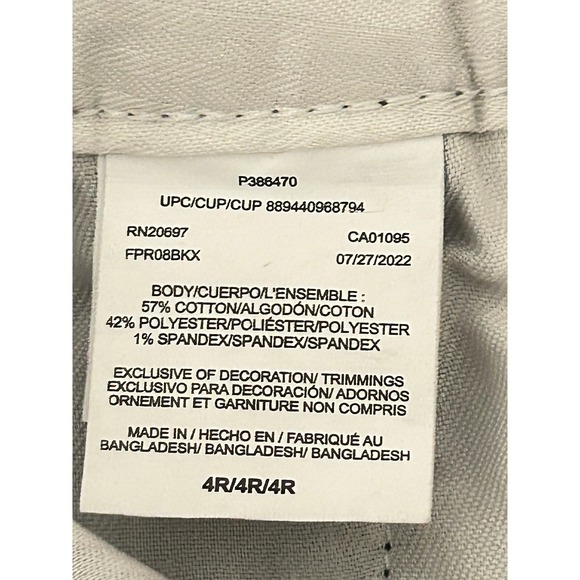 P386470
UPC/CUP/CUP 889440968794
RN20697 CA01095
FPR08BKX 07/27/2022
BODY/CUERPO/L'ENSEMBLE :
57% COTTON/ALGODÓN/COTON
42% POLYESTER/POLIÉSTER/POLYESTER
1% SPANDEX/SPANDEX/SPANDEX
EXCLUSIVE OF DECORATION/ TRIMMINGS
EXCLUSIVO PARA DECORACIÓN/ ADORNOS
ORNEMENT ET GARNITURE NON COMPRIS
MADE IN / HECHO EN / FABRIQUÉ AU
BANGLADESH/ BANGLADESH/ BANGLADESH
4R/4R/4R